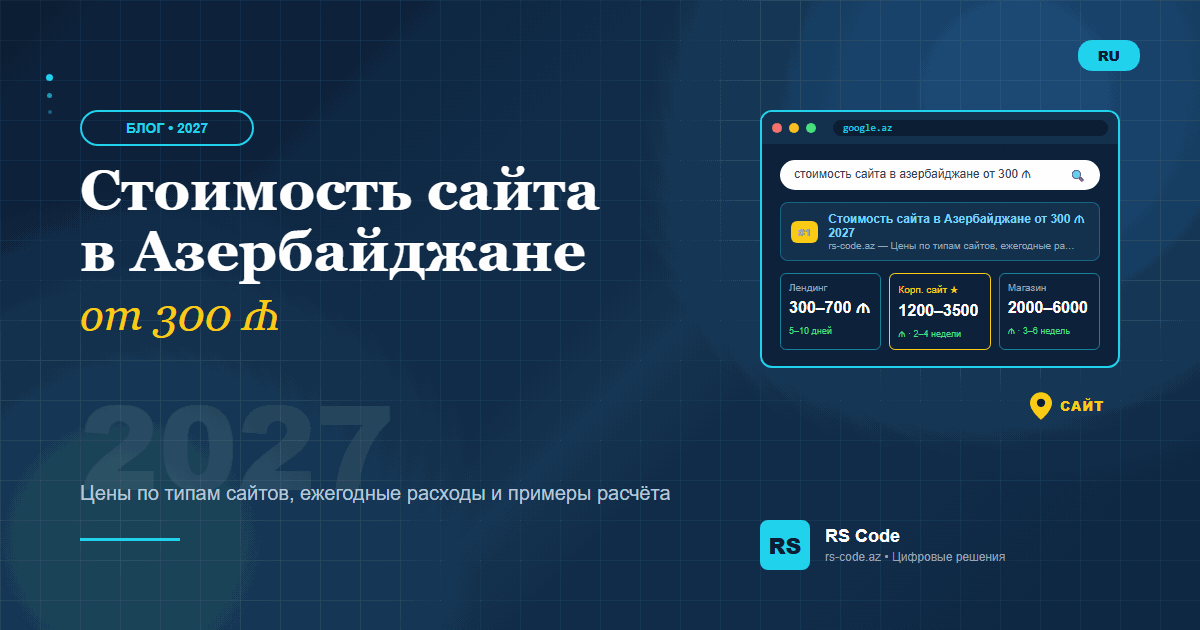 RU
БЛОГ • 2027
Стоимость сайта
в Азербайджане
от 300 ₼
2027
Цены по типам сайтов, ежегодные расходы и примеры расчёта
google.az
стоимость сайта в азербайджане от 300 ₼
#1
Стоимость сайта в Азербайджане от 300 ₼
2027
rs-code.az — Цены по типам сайтов, ежегодные ра...
Лендинг
300–700 ₼
5–10 дней
Корп. сайт ★
1200–3500
₼ · 2–4 недели
Магазин
2000–6000
₼ · 3–6 недель
САЙТ
RS
RS Code
rs-code.az • Цифровые решения